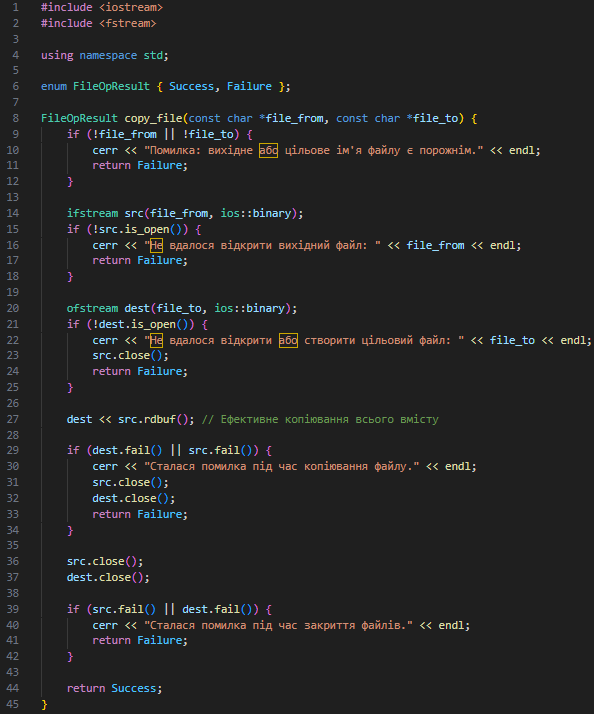 1 #include <iostream>
2 #include <fstream>
3
4 using namespace std;
5
6 enum FileOpResult { Success, Failure };
7
8 FileOpResult copy_file(const char *file_from, const char *file_to) {
9     if (!file_from || !file_to) {
10         cerr << "Помилка: вихідне або цільове ім'я файлу є порожнім." << endl;
11         return Failure;
12     }
13
14     ifstream src(file_from, ios::binary);
15     if (!src.is_open()) {
16         cerr << "Не вдалося відкрити вихідний файл: " << file_from << endl;
17         return Failure;
18     }
19
20     ofstream dest(file_to, ios::binary);
21     if (!dest.is_open()) {
22         cerr << "Не вдалося відкрити або створити цільовий файл: " << file_to << endl;
23         src.close();
24         return Failure;
25     }
26
27     dest << src.rdbuf(); // Ефективне копіювання всього вмісту
28
29     if (dest.fail() || src.fail()) {
30         cerr << "Сталася помилка під час копіювання файлу." << endl;
31         src.close();
32         dest.close();
33         return Failure;
34     }
35
36     src.close();
37     dest.close();
38
39     if (src.fail() || dest.fail()) {
40         cerr << "Сталася помилка під час закриття файлів." << endl;
41         return Failure;
42     }
43
44     return Success;
45 }